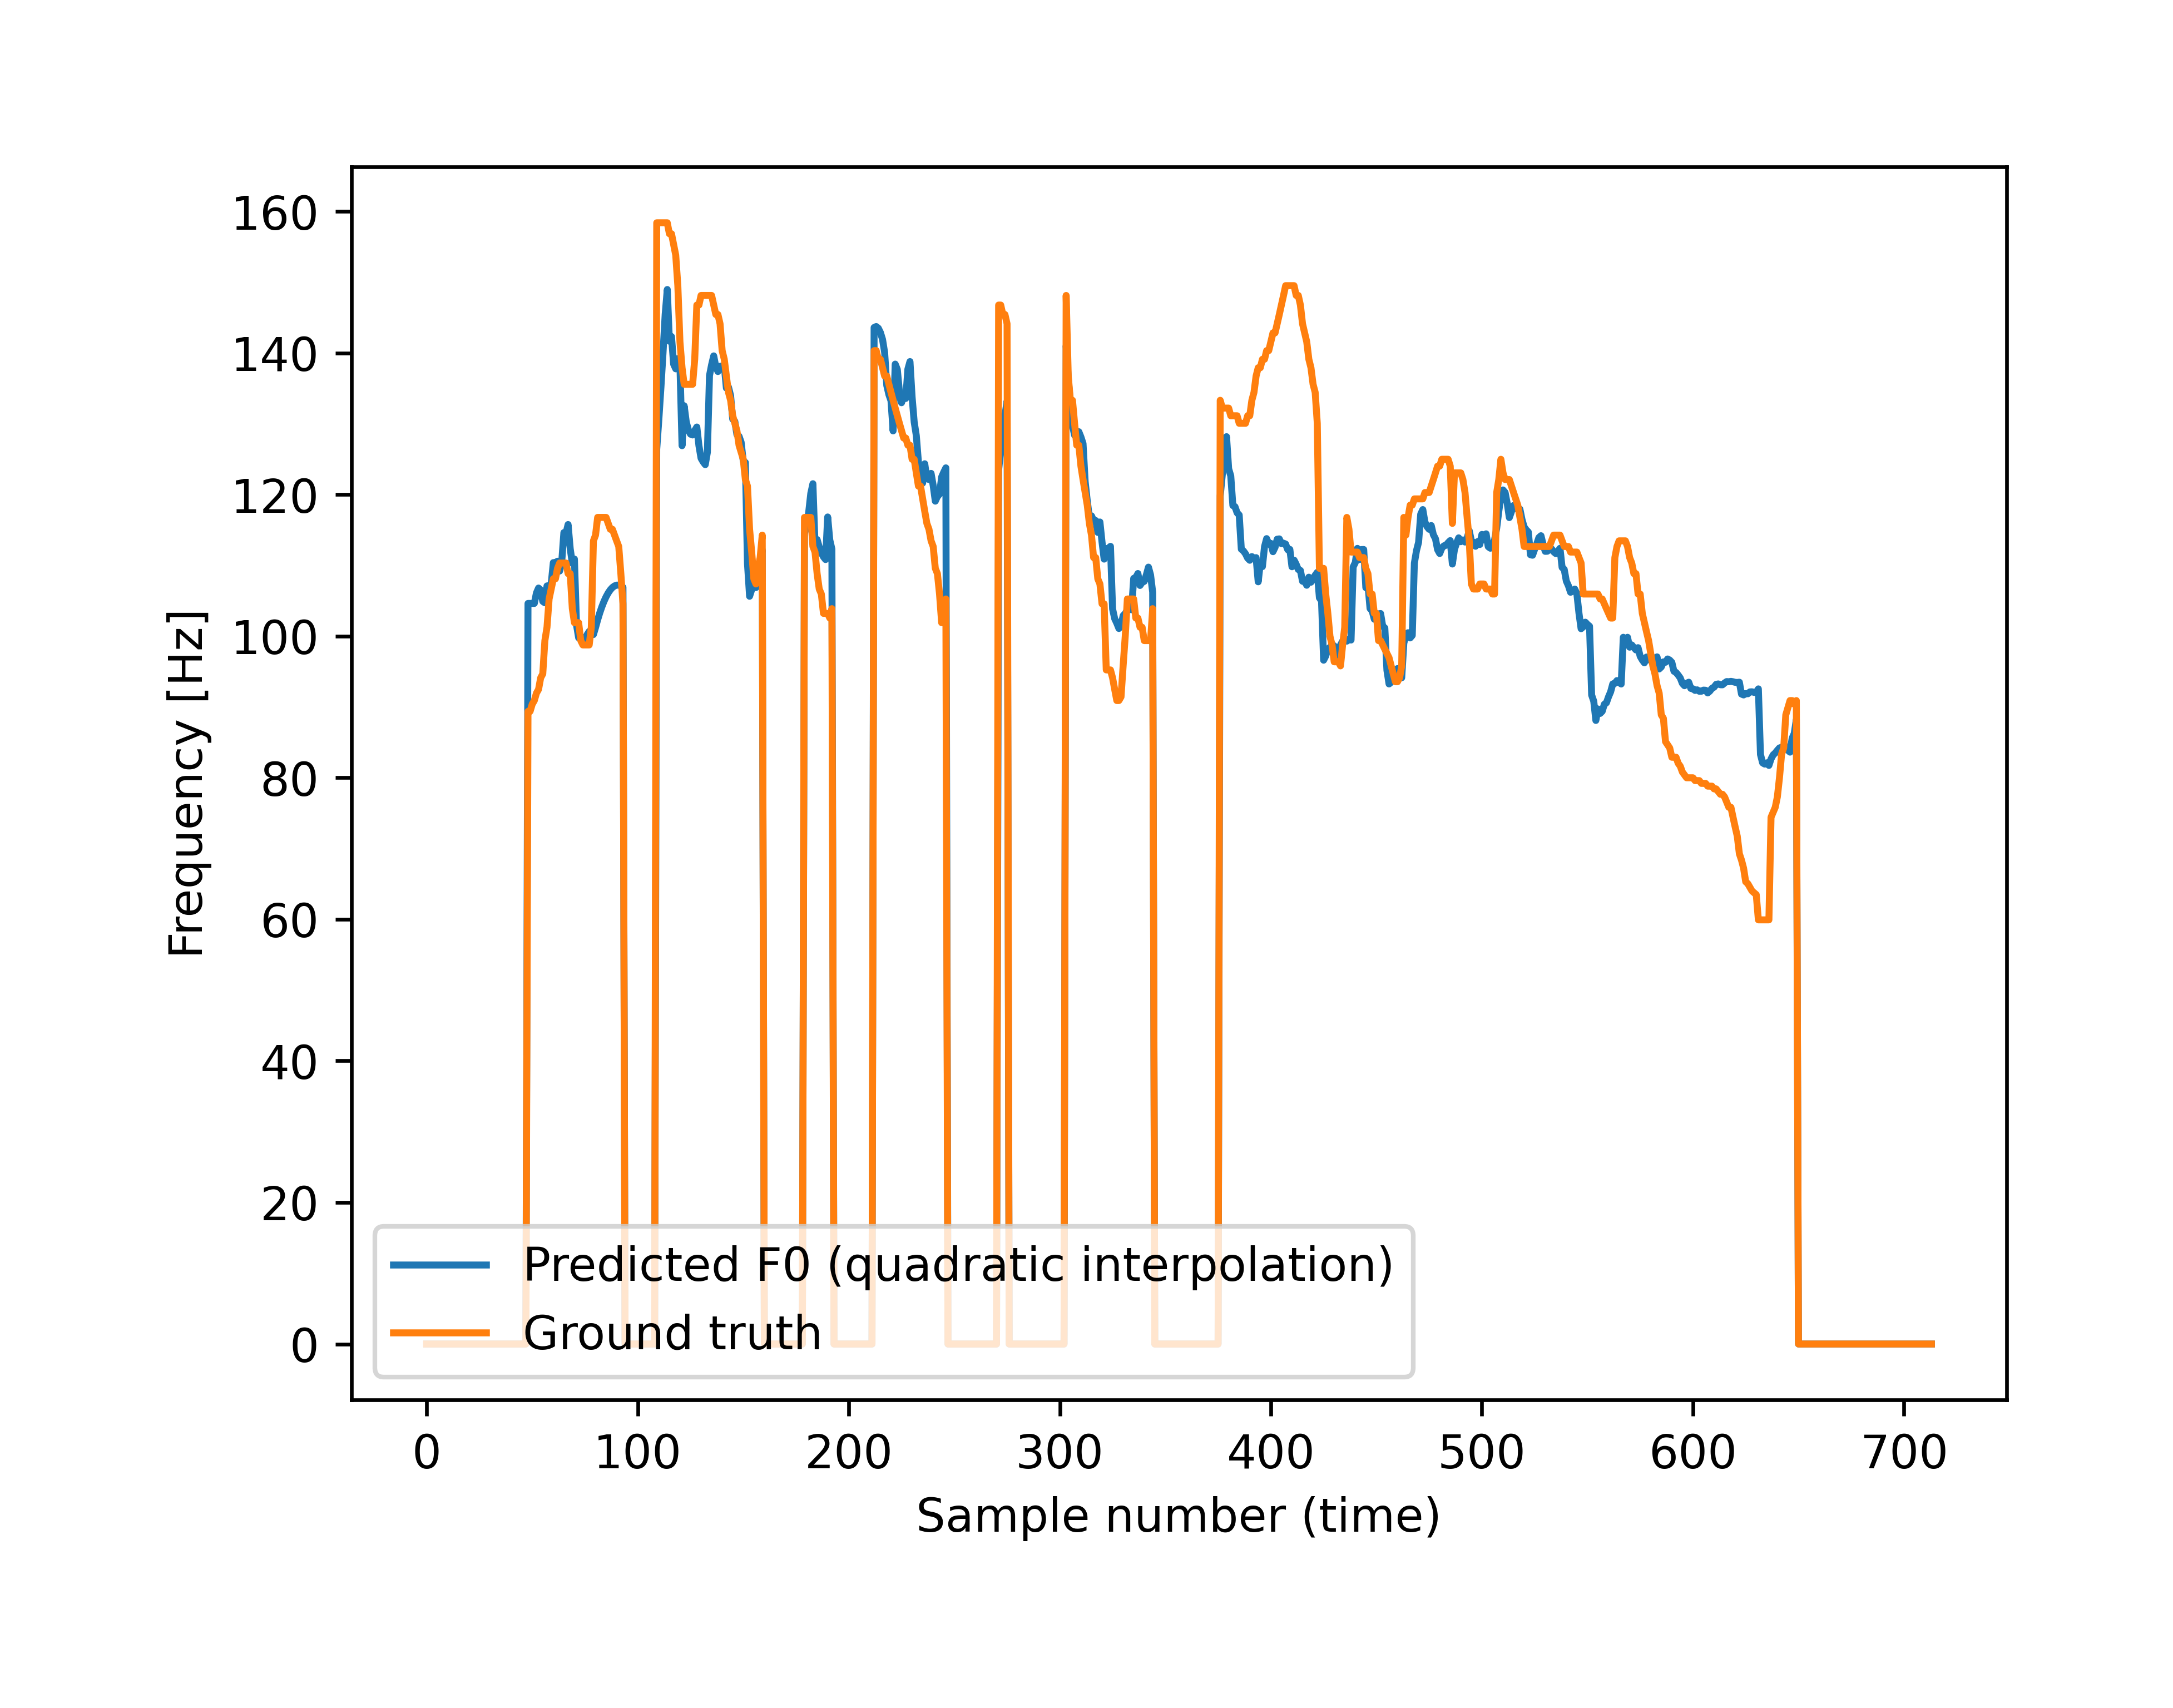 160
140
120
100
80
60
40
20
0
Frequency [Hz]
Predicted F0 (quadratic interpolation)
Ground truth
0 100 200 300 400 500 600 700
Sample number (time)